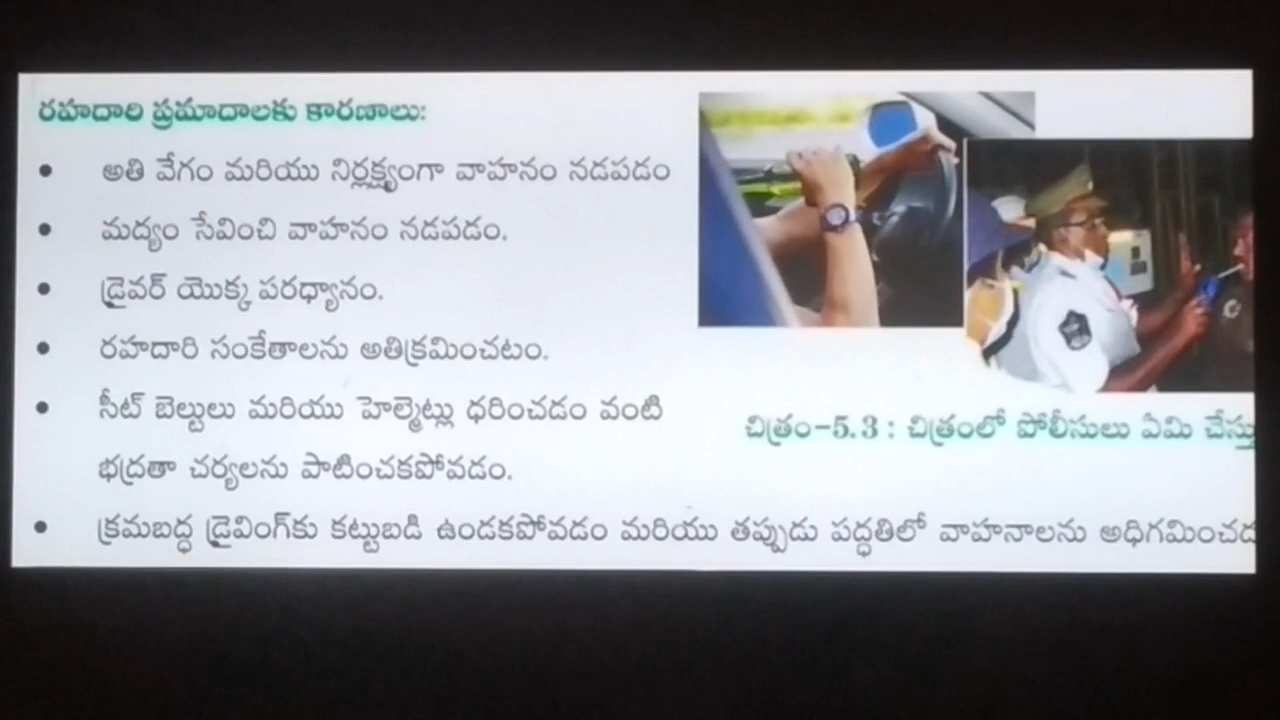 రహదారి ప్రమాదాలకు కారణాలు:
• అతి వేగం మరియు నిర్లక్ష్యంగా వాహనం నడపడం
• మద్యం సేవించి వాహనం నడపడం.
• డ్రైవర్ యొక్క పరధ్యానం.
• రహదారి సంకేతాలను అతిక్రమించటం.
• సీట్ బెల్టులు మరియు హెల్మెట్లు ధరించడం వంటి
భద్రతా చర్యలను పాటించకపోవడం.
చిత్రం-5.3 : చిత్రంలో పోలీసులు ఏమి
• క్రమబద్ధ డ్రైవింగ్‌కు కట్టుబడి ఉండకపోవడం మరియు తప్పుడు పద్ధతిలో వాహనాలను